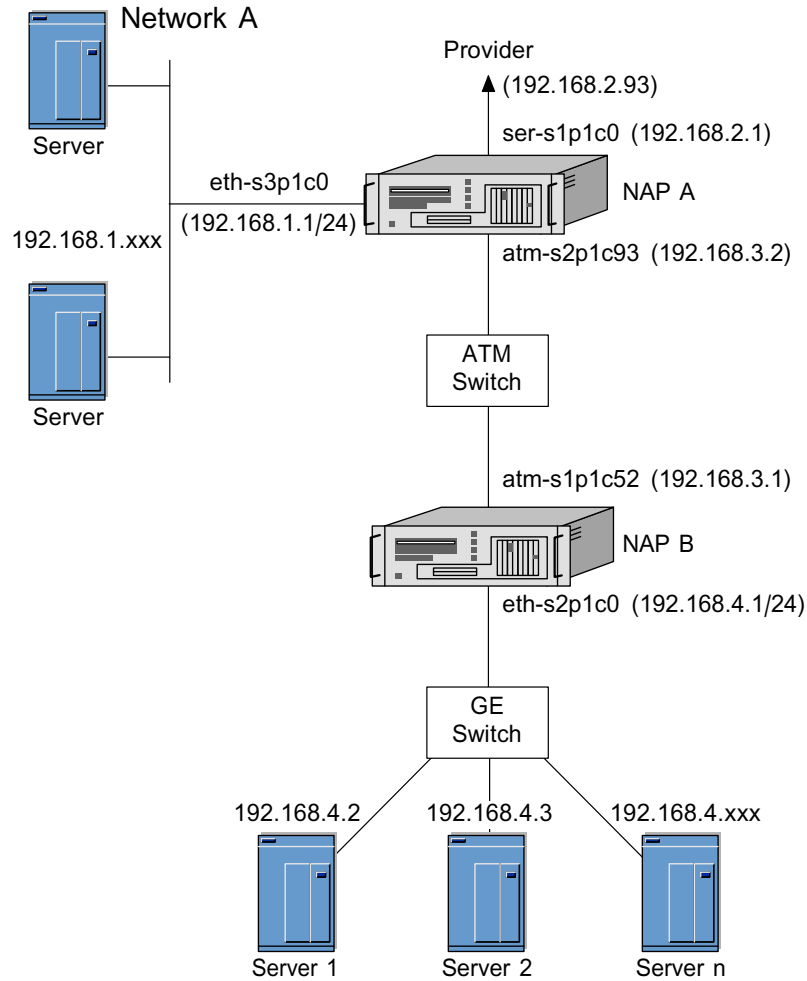 Network A
Server
192.168.1.xxx
Server
eth-s3p1c0
(192.168.1.1/24)
Provider
(192.168.2.93)
ser-s1p1c0 (192.168.2.1)
NAP A
atm-s2p1c93 (192.168.3.2)
ATM
Switch
atm-s1p1c52 (192.168.3.1)
NAP B
eth-s2p1c0 (192.168.4.1/24)
GE
Switch
192.168.4.2
192.168.4.3
192.168.4.xxx
Server 1
Server 2
Server n